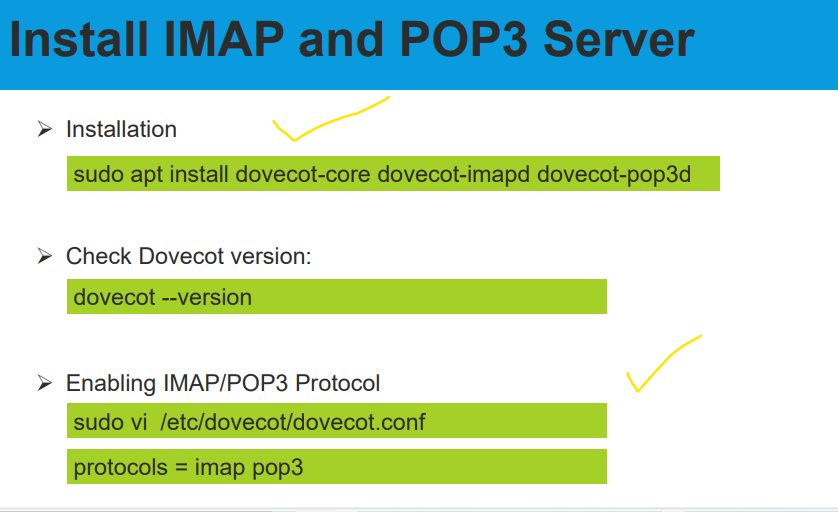 Install IMAP and POP3 Server
➢ Installation
sudo apt install dovecot-core dovecot-imapd dovecot-pop3d
➢ Check Dovecot version:
dovecot --version
➢ Enabling IMAP/POP3 Protocol
sudo vi  /etc/dovecot/dovecot.conf
protocols = imap pop3